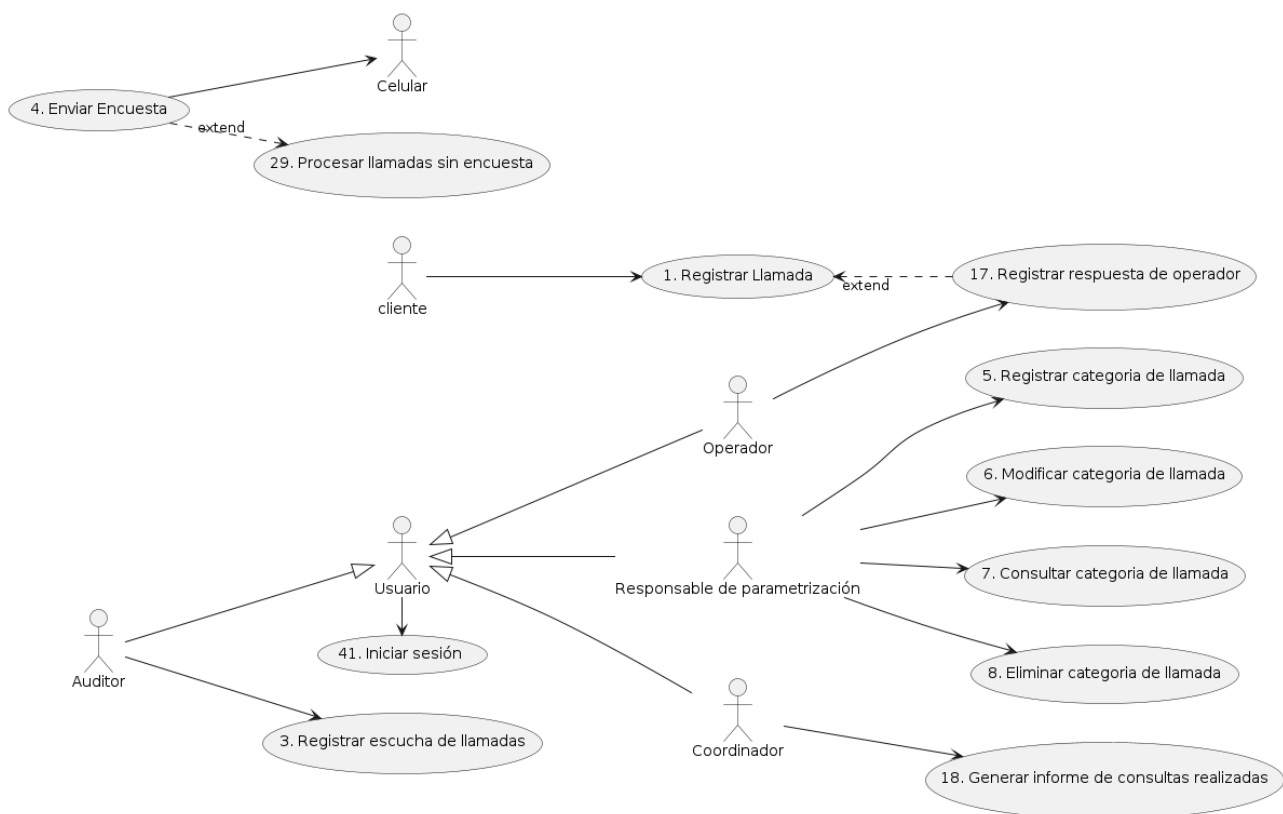 Celular
4. Enviar Encuesta
extend
29. Procesar llamadas sin encuesta
cliente
1. Registrar Llamada
extend
17. Registrar respuesta de operador
5. Registrar categoria de llamada
Operador
6. Modificar categoria de llamada
7. Consultar categoria de llamada
Usuario
Responsable de parametrización
41. Iniciar sesión
8. Eliminar categoria de llamada
Auditor
3. Registrar escucha de llamadas
Coordinador
18. Generar informe de consultas realizadas